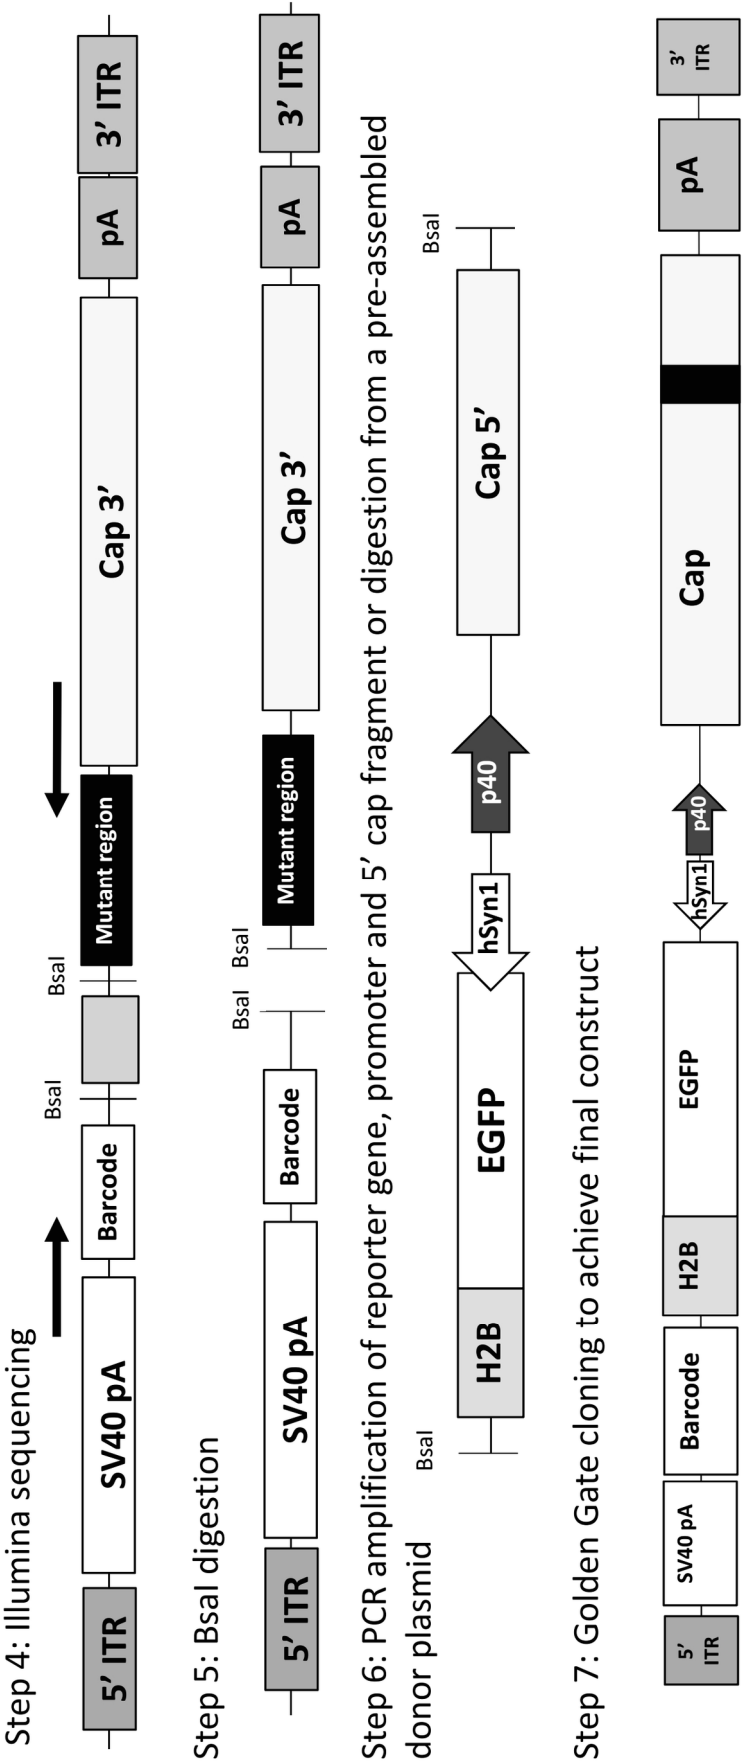 Step 4: Illumina sequencing
BsaI BsaI
5’ ITR SV40 pA Barcode Mutant region Cap 3’ pA 3’ ITR
Step 5: BsaI digestion
BsaI BsaI
5’ ITR SV40 pA Barcode Mutant region Cap 3’ pA 3’ ITR
Step 6: PCR amplification of reporter gene, promoter and 5’ cap fragment or digestion from a pre-assembled
donor plasmid
BsaI BsaI
H2B EGFP hSyn1 p40 Cap 5’
Step 7: Golden Gate cloning to achieve final construct
5’ ITR SV40 pA Barcode H2B EGFP hSyn1 p40 Cap pA 3’ ITR